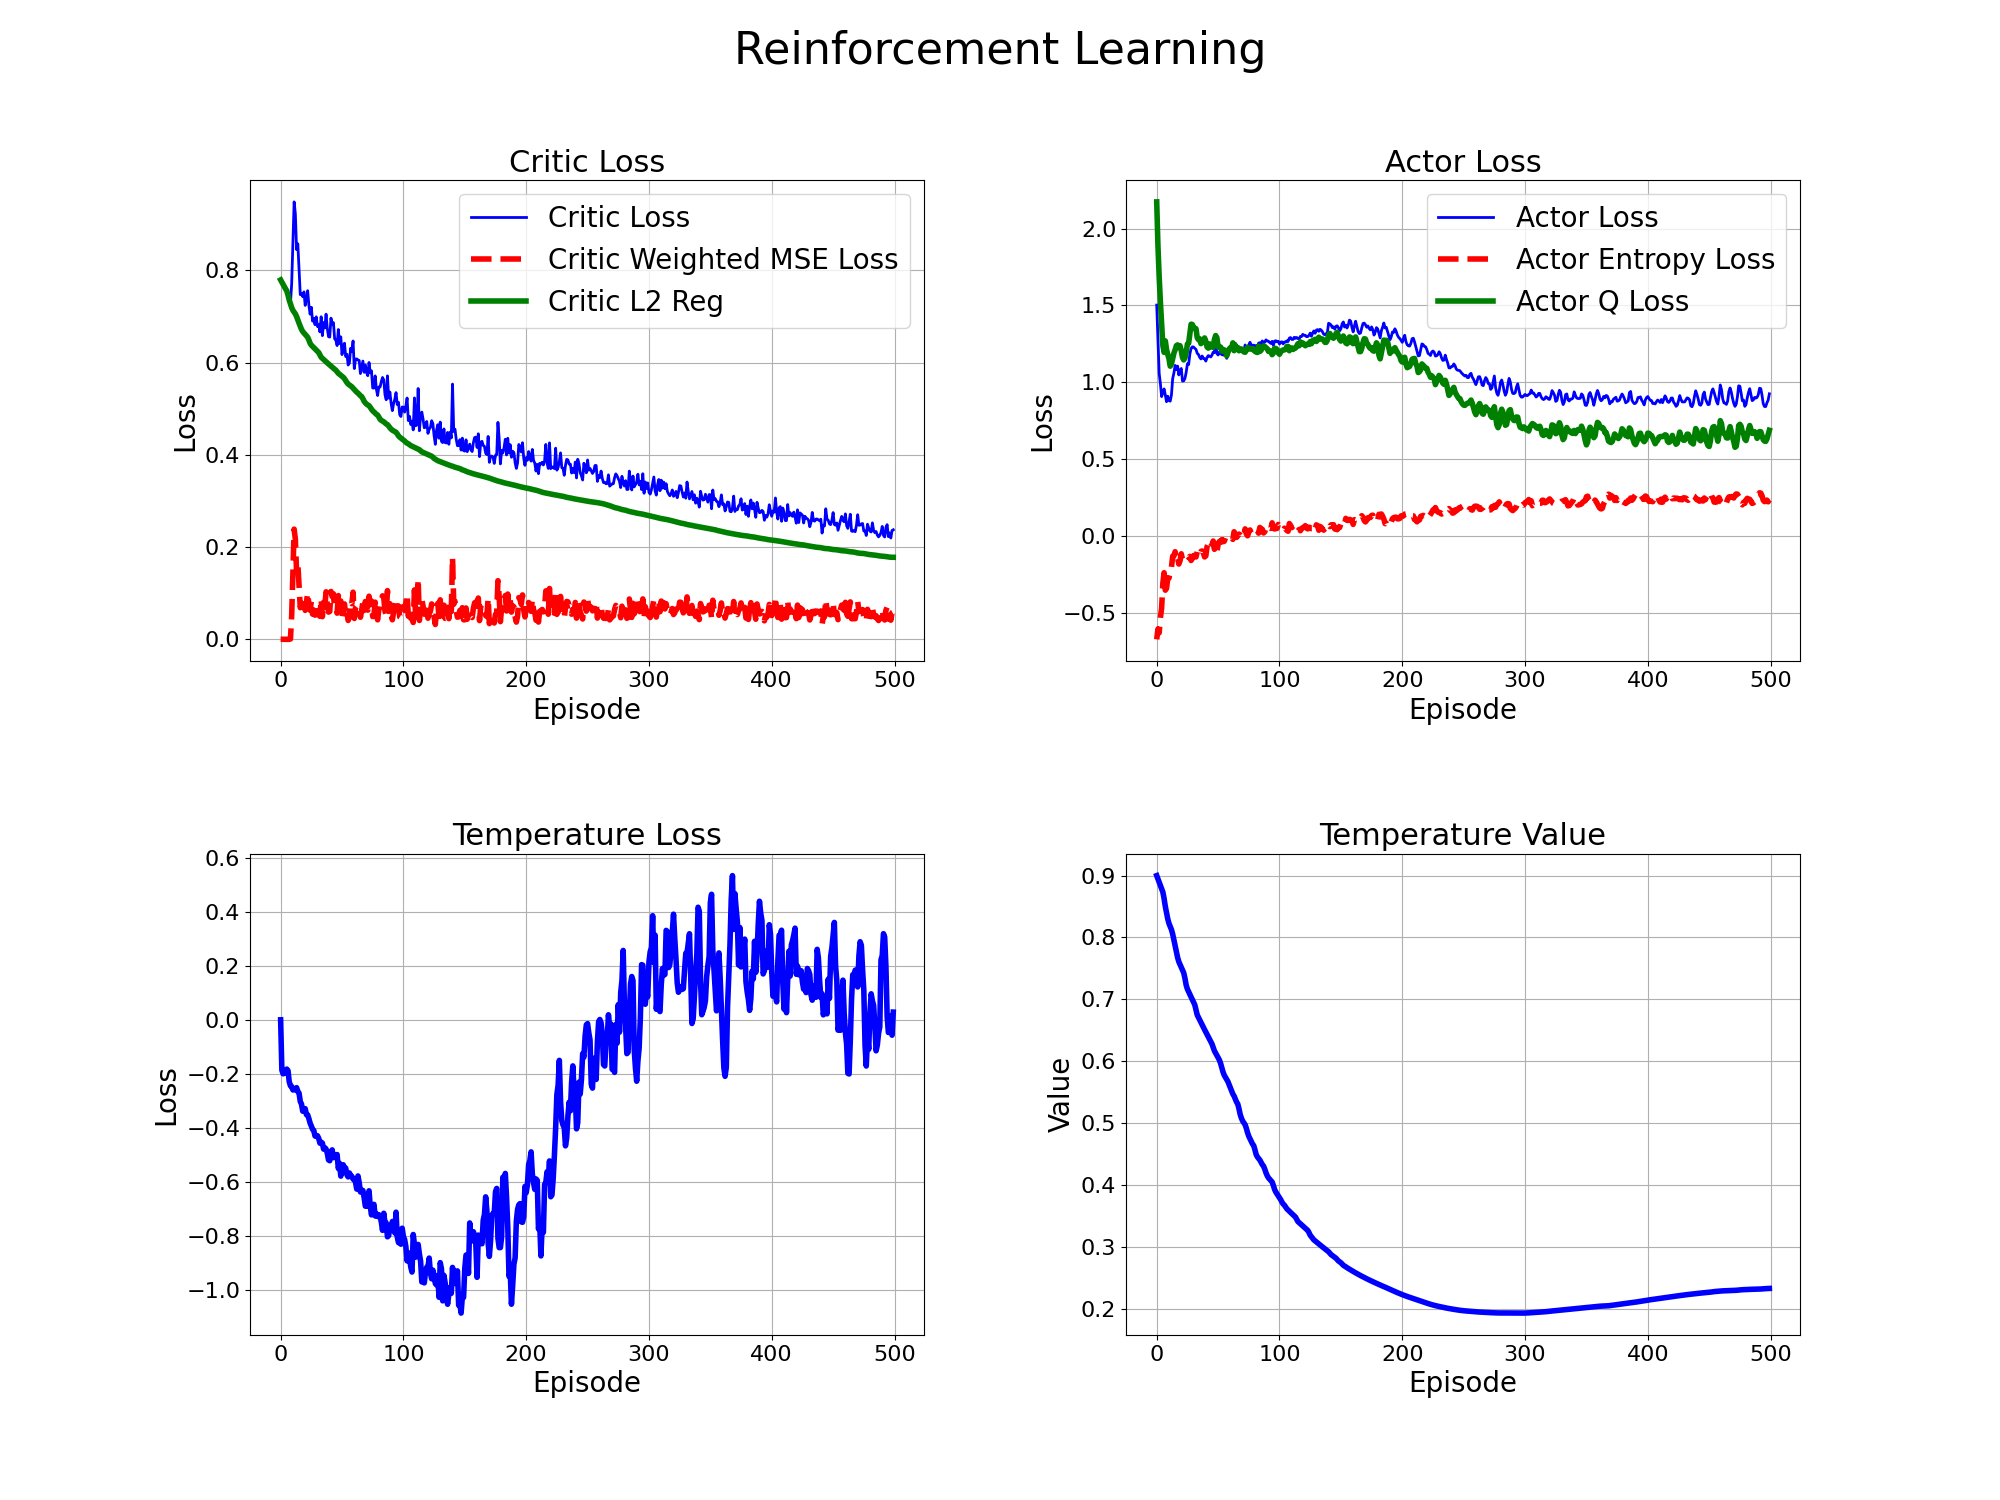 Reinforcement Learning
Critic Loss
Loss
0.8
0.6
0.4
0.2
0.0
Critic Loss
Critic Weighted MSE Loss
Critic L2 Reg
0 100 200 300 400 500
Episode
Actor Loss
Loss
2.0
1.5
1.0
0.5
0.0
−0.5
Actor Loss
Actor Entropy Loss
Actor Q Loss
0 100 200 300 400 500
Episode
Temperature Loss
Loss
0.6
0.4
0.2
0.0
−0.2
−0.4
−0.6
−0.8
−1.0
0 100 200 300 400 500
Episode
Temperature Value
Value
0.9
0.8
0.7
0.6
0.5
0.4
0.3
0.2
0 100 200 300 400 500
Episode